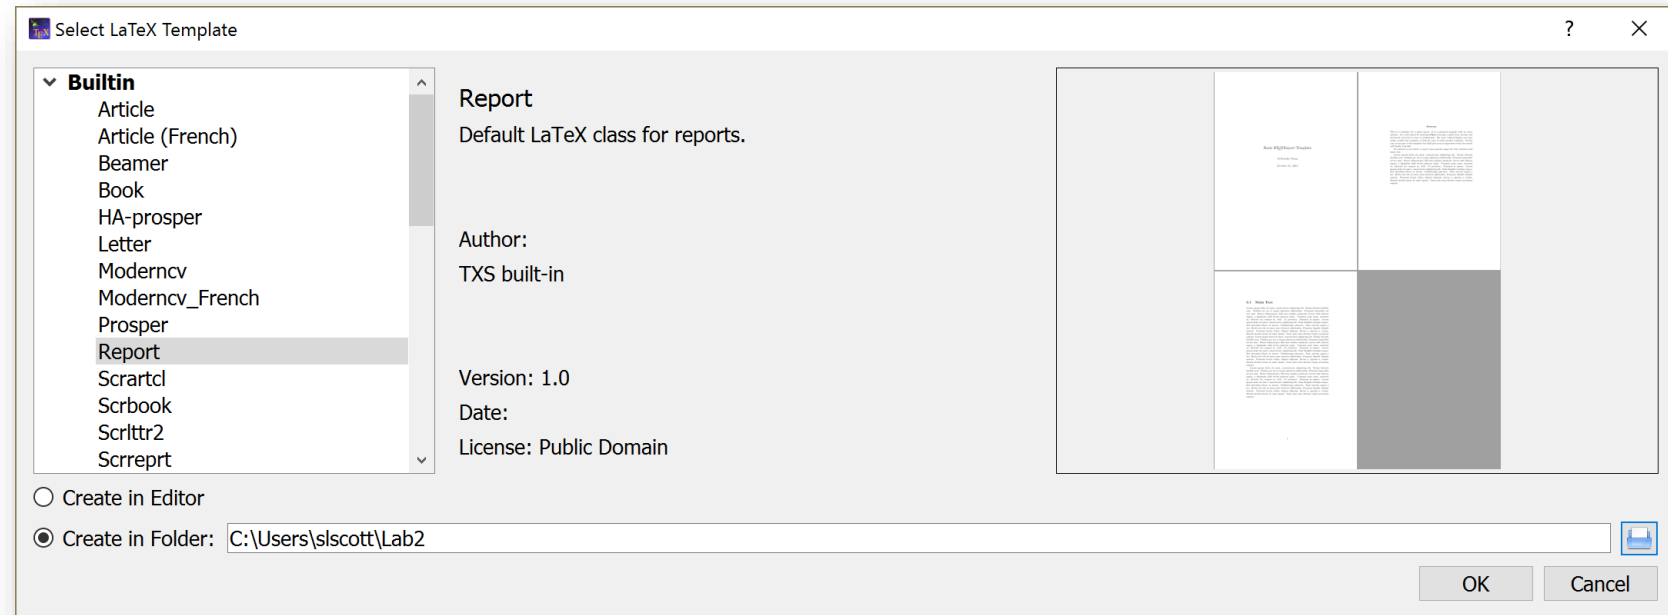 Select LaTeX Template
Builtin
Article
Article (French)
Beamer
Book
HA-prosper
Letter
Moderncv
Moderncv_French
Prosper
Report
Scrartcl
Scrbook
Scrlttr2
Scrreprt
Report
Default LaTeX class for reports.
Author:
TXS built-in
Version: 1.0
Date:
License: Public Domain
Create in Editor
Create in Folder: C:\Users\slscott\Lab2
OK Cancel